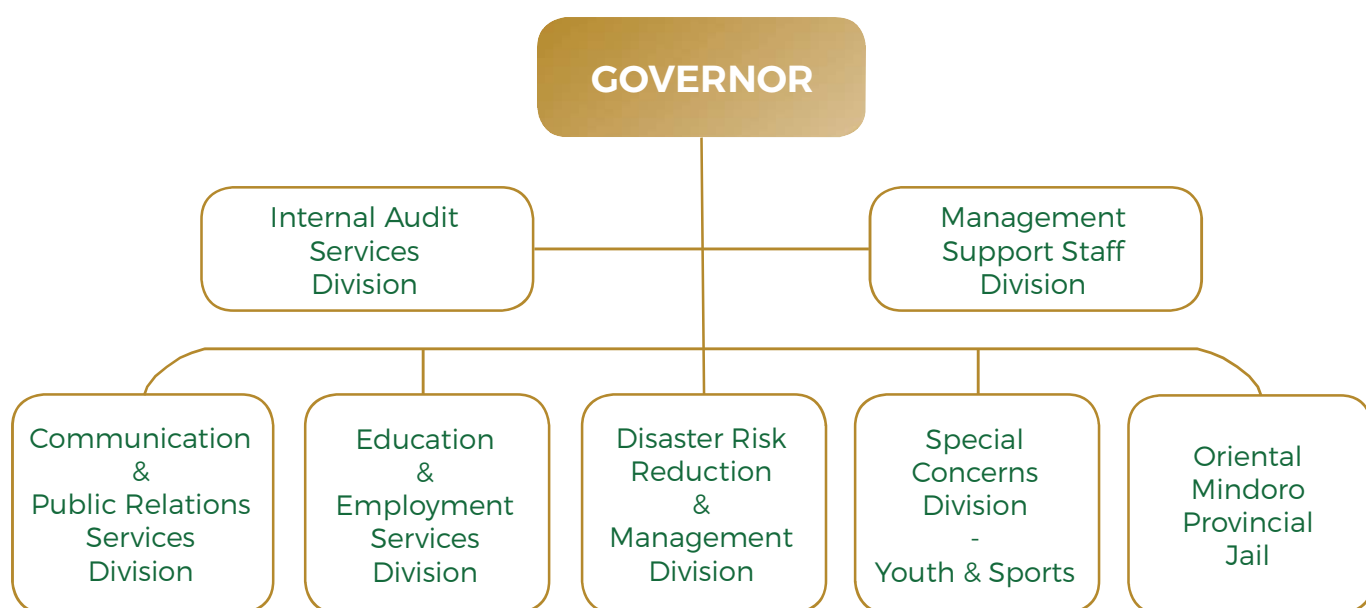 GOVERNOR
Internal Audit
Services
Division
Management
Support Staff
Division
Communication
&
Public Relations
Services
Division
Education
&
Employment
Services
Division
Disaster Risk
Reduction
&
Management
Division
Special
Concerns
Division
-
Youth & Sports
Oriental
Mindoro
Provincial
Jail